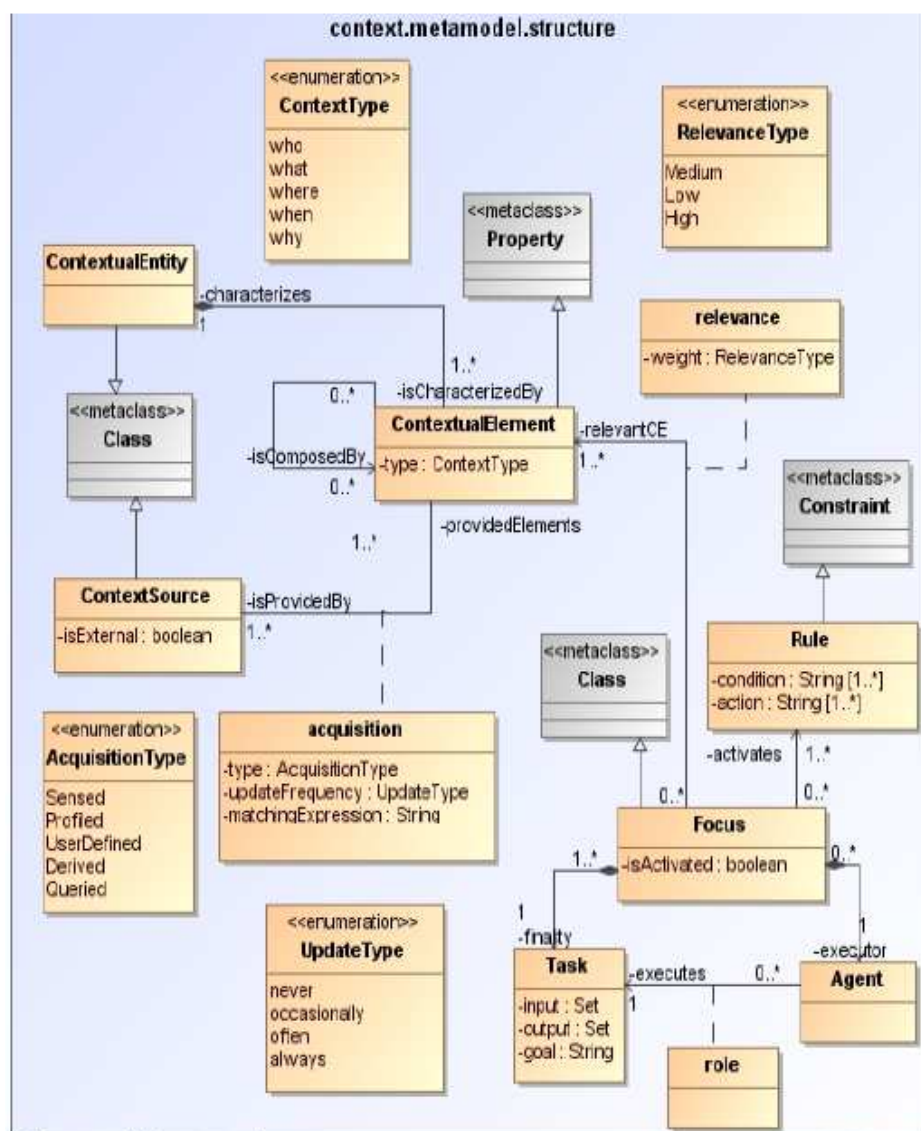 context.metamodel.structure
<<enumeration>>
ContextType
who
what
where
when
why
<<enumeration>>
RelevanceType
Medium
Low
High
<<metaclass>>
Property
ContextualEntity
-characterizes
1
1..*
-isCharacterizedBy
relevance
-weight : RelevanceType
<<metaclass>>
Class
0..*
-isComposedBy
0..*
ContextualElement
-type : ContextType
-relevantCE
1..*
<<metaclass>>
Constraint
-providedElements
1..*
ContextSource
-isExternal : boolean
-isProvidedBy
1..*
<<metaclass>>
Class
Rule
-condition : String [1..*]
-action : String [1..*]
<<enumeration>>
AcquisitionType
Sensed
Profiled
UserDefined
Derived
Queried
acquisition
-type : AcquisitionType
-updateFrequency : UpdateType
-matchingExpression : String
-activates
1..*
0..*
0..*
Focus
-isActivated : boolean
1..*
0..*
<<enumeration>>
UpdateType
never
occasionally
often
always
1
-finalty
1
-executor
Task
-input : Set
-output : Set
-goal : String
-executes
1
0..*
Agent
role